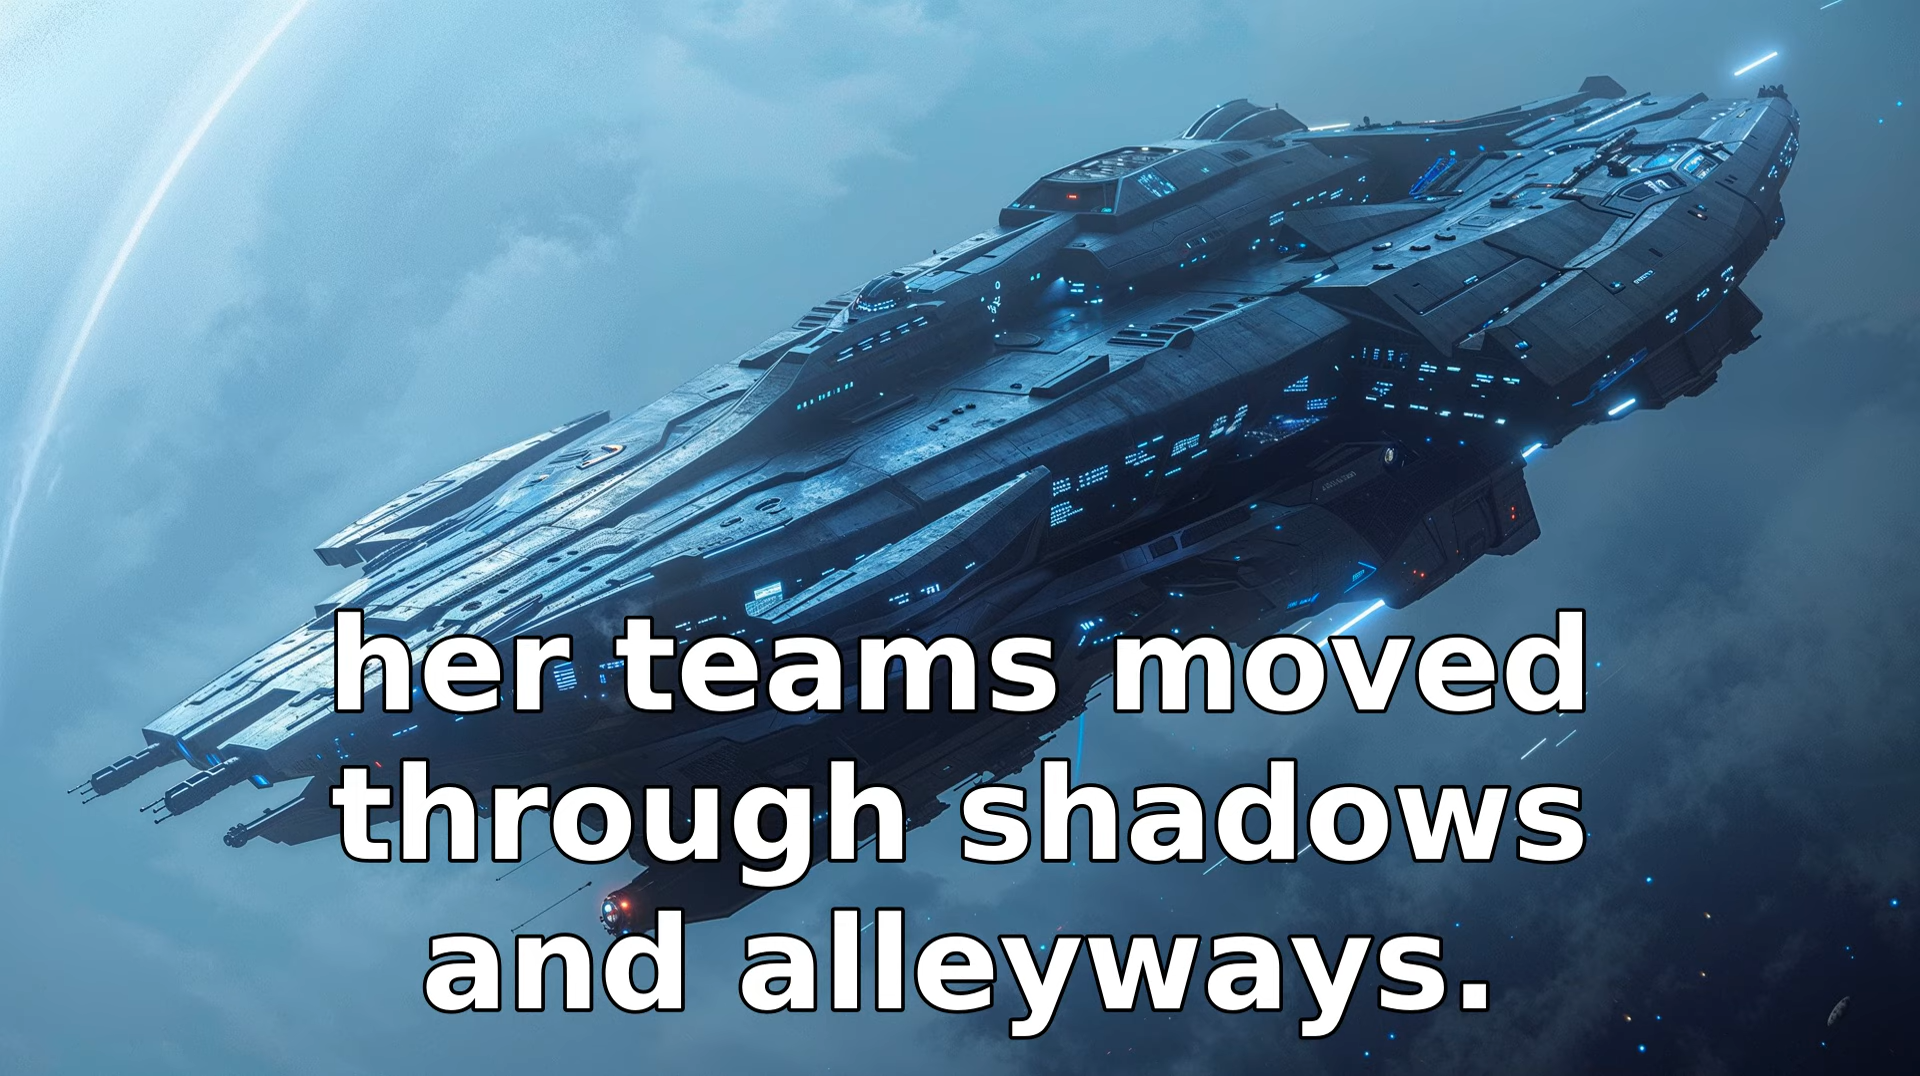 her teams moved
through shadows
and alleyways.